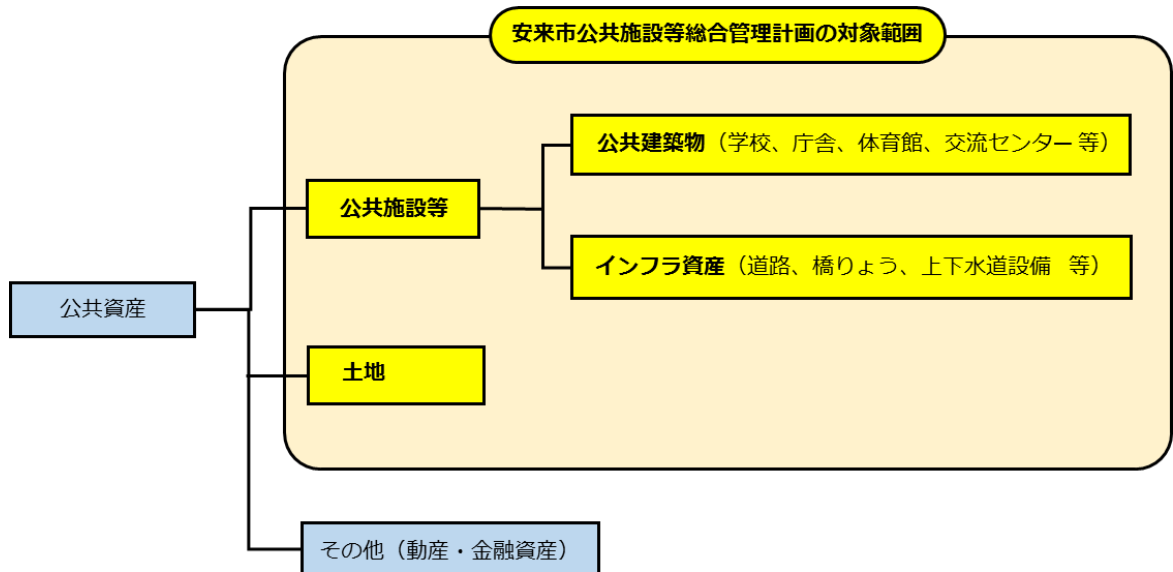 安来市公共施設等総合管理計画の対象範囲
公共建築物（学校、庁舎、体育館、交流センター 等）
公共施設等
インフラ資産（道路、橋りょう、上下水道設備　等）
公共資産
土地
その他（動産・金融資産）